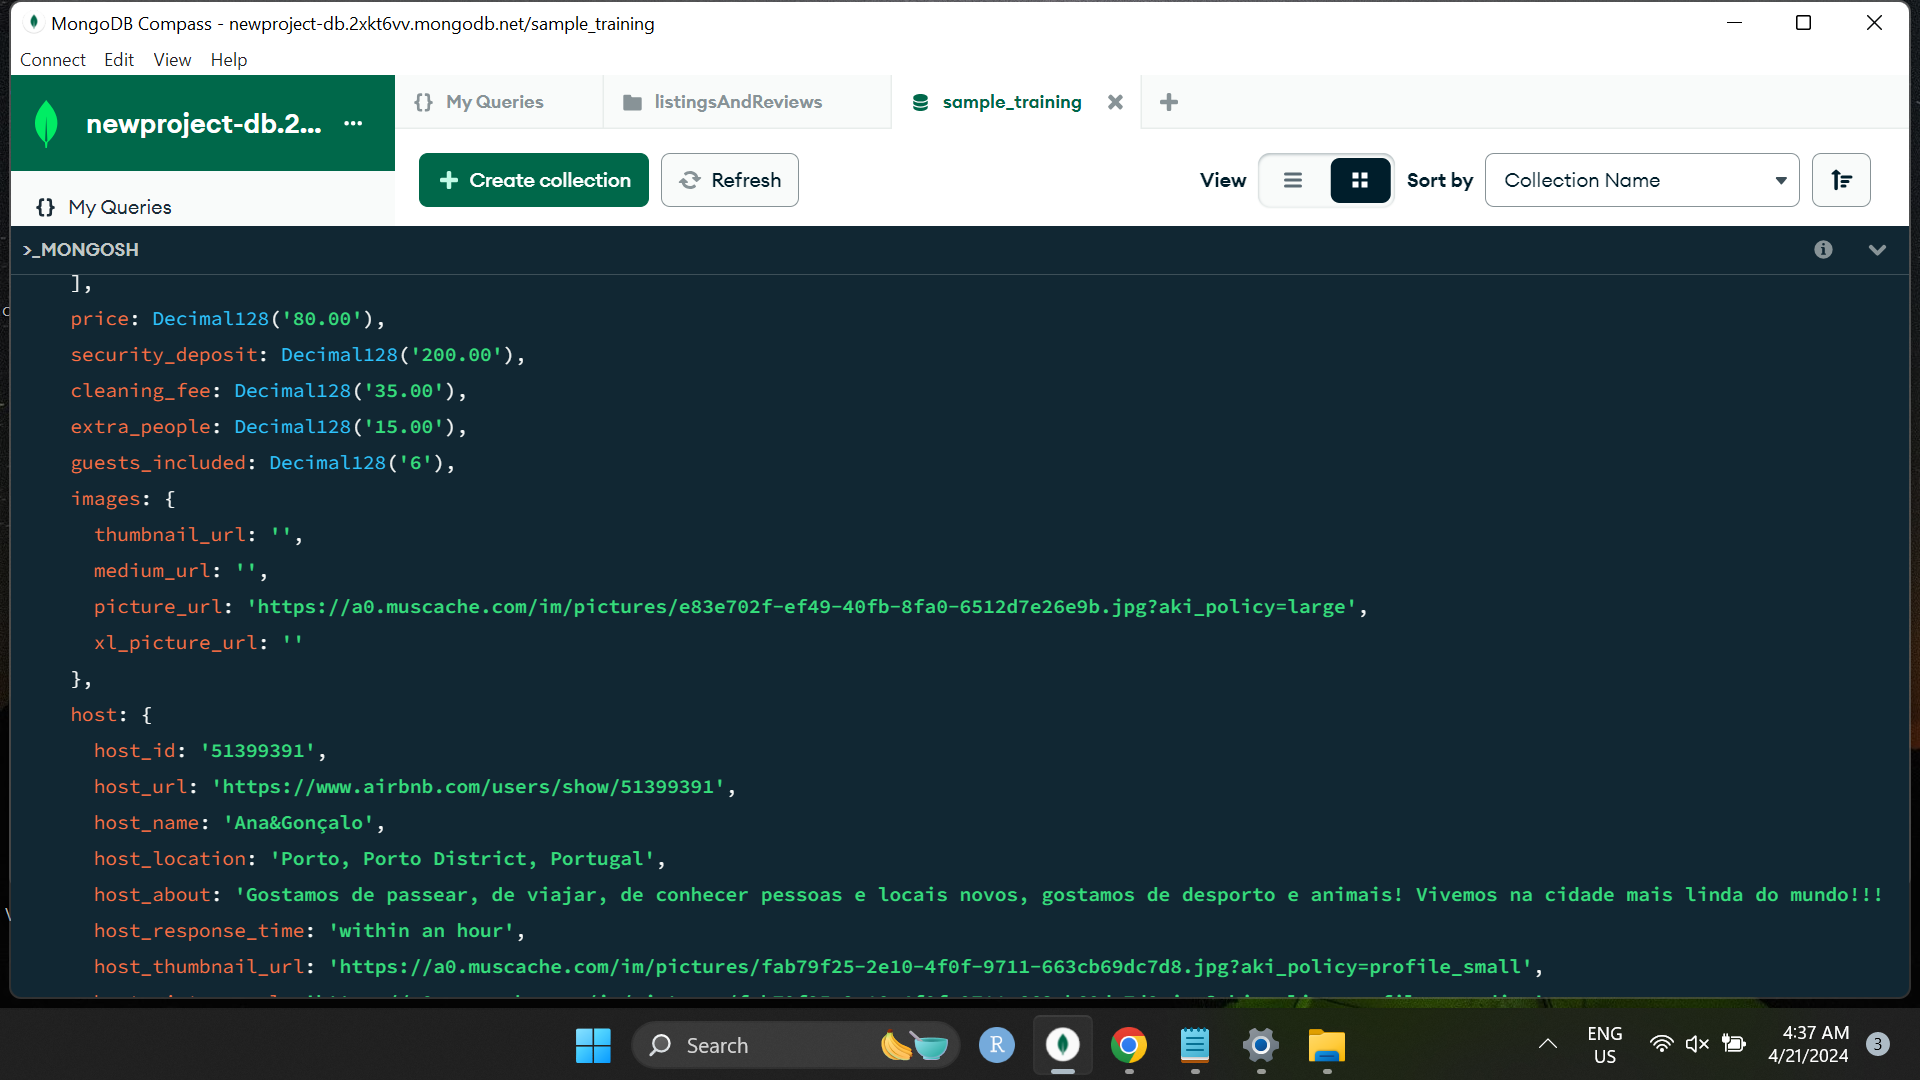 MongoDB Compass - newproject-db.2xkt6vv.mongodb.net/sample_training
Connect Edit View Help
newproject-db.2... ···
{} My Queries
{} My Queries
listingsAndReviews
sample_training
+ Create collection
Refresh
View
Sort by
Collection Name
>_MONGOSH
],
price: Decimal128('80.00'),
security_deposit: Decimal128('200.00'),
cleaning_fee: Decimal128('35.00'),
extra_people: Decimal128('15.00'),
guests_included: Decimal128('6'),
images: {
thumbnail_url: '',
medium_url: '',
picture_url: 'https://a0.muscache.com/im/pictures/e83e702f-ef49-40fb-8fa0-6512d7e26e9b.jpg?aki_policy=large',
xl_picture_url: ''
},
host: {
host_id: '51399391',
host_url: 'https://www.airbnb.com/users/show/51399391',
host_name: 'Ana&Gonçalo',
host_location: 'Porto, Porto District, Portugal',
host_about: 'Gostamos de passear, de viajar, de conhecer pessoas e locais novos, gostamos de desporto e animais! Vivemos na cidade mais linda do mundo!!!
host_response_time: 'within an hour',
host_thumbnail_url: 'https://a0.muscache.com/im/pictures/fab79f25-2e10-4f0f-9711-663cb69dc7d8.jpg?aki_policy=profile_small',
Search
R
ENG
US
4:37 AM
4/21/2024
3